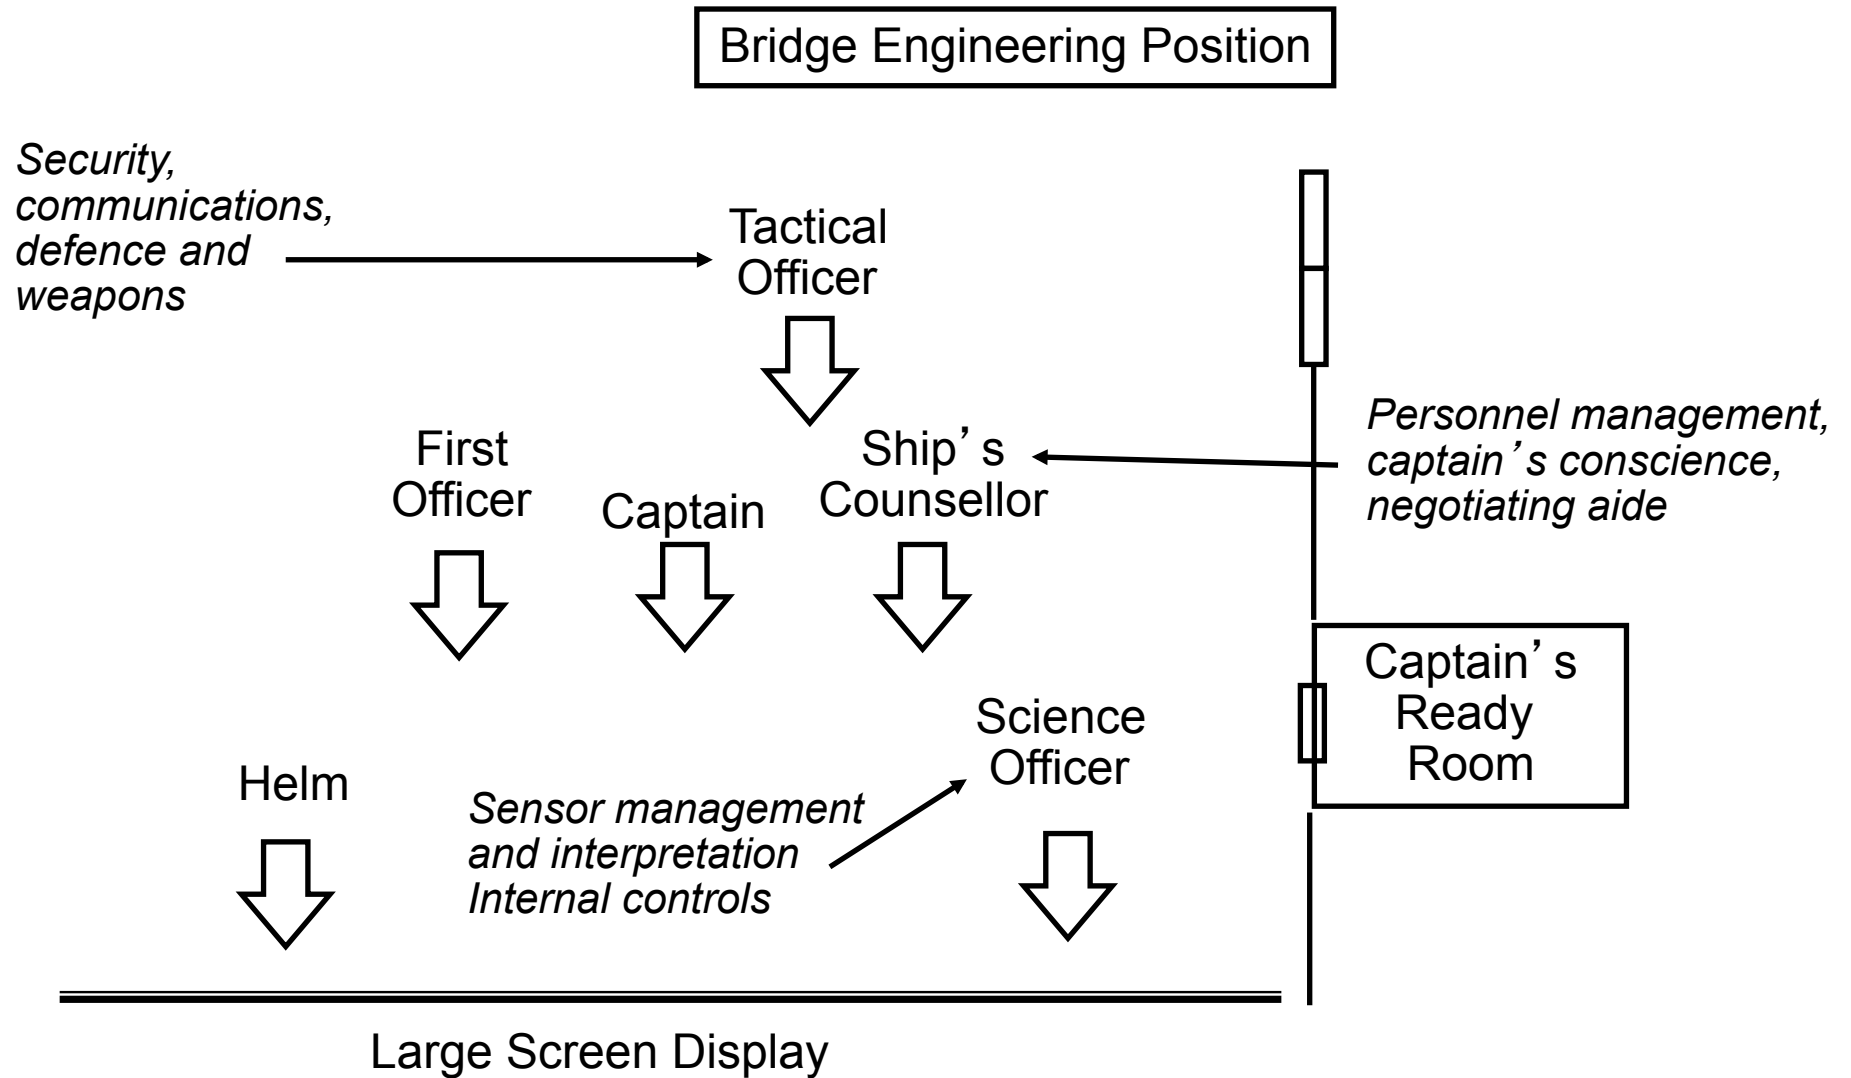 Bridge Engineering Position
Security,
communications,
defence and
weapons
Tactical
Officer
First
Officer
Captain
Ship’s
Counsellor
Personnel management,
captain’s conscience,
negotiating aide
Captain’s
Ready
Room
Science
Officer
Helm
Sensor management
and interpretation
Internal controls
Large Screen Display